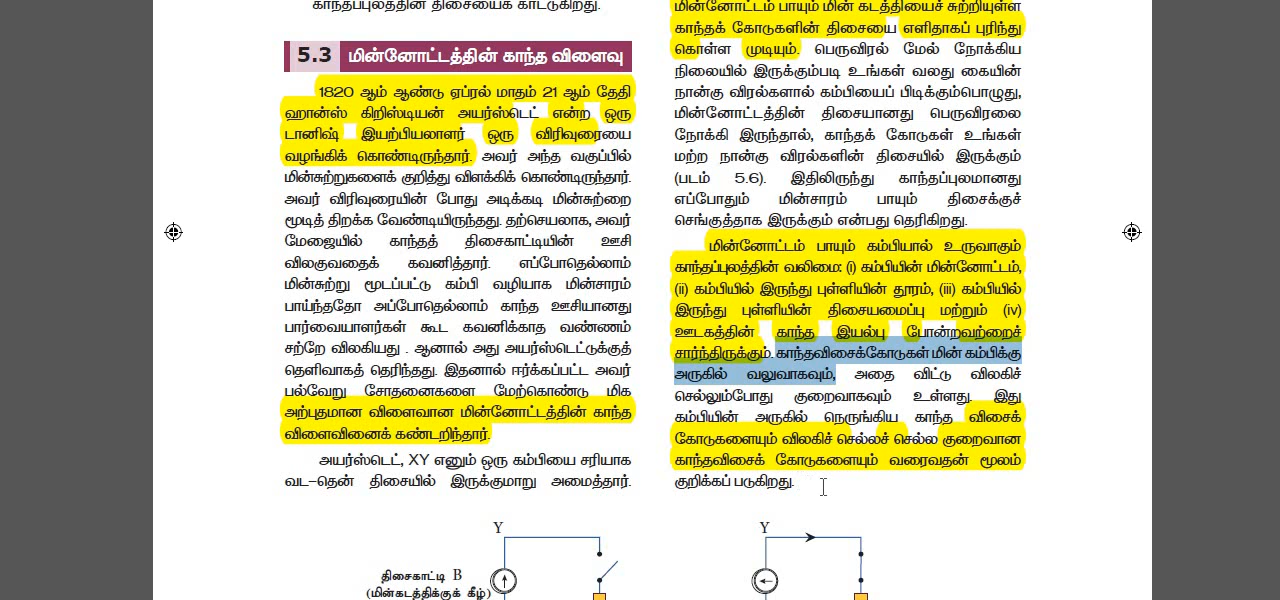 காந்தப்புலத்தின் திசையைக் காட்டுகிறது.
5.3 மின்னோட்டத்தின் காந்த விளைவு
1820 ஆம் ஆண்டு ஏப்ரல் மாதம் 21 ஆம் தேதி
ஹான்ஸ் கிறிஸ்டியன் அயர்ஸ்டெட் என்ற ஒரு
டானிஷ் இயற்பியலாளர் ஒரு விரிவுரையை
வழங்கிக் கொண்டிருந்தார். அவர் அந்த வகுப்பில்
மின்சுற்றுகளைக் குறித்து விளக்கிக் கொண்டிருந்தார்.
அவர் விரிவுரையின் போது அடிக்கடி மின்சுற்றை
மூடித் திறக்க வேண்டியிருந்தது. தற்செயலாக, அவர்
மேஜையில் காந்தத் திசைகாட்டியின் ஊசி
விலகுவதைக் கவனித்தார். எப்போதெல்லாம்
மின்சுற்று மூடப்பட்டு கம்பி வழியாக மின்சாரம்
பாய்ந்ததோ அப்போதெல்லாம் காந்த ஊசியானது
பார்வையாளர்கள் கூட கவனிக்காத வண்ணம்
சற்றே விலகியது . ஆனால் அது அயர்ஸ்டெட்டுக்குத்
தெளிவாகத் தெரிந்தது. இதனால் ஈர்க்கப்பட்ட அவர்
பல்வேறு சோதனைகளை மேற்கொண்டு மிக
அற்புதமான விளைவான மின்னோட்டத்தின் காந்த
விளைவினைக் கண்டறிந்தார்.
அயர்ஸ்டெட், XY எனும் ஒரு கம்பியை சரியாக
வட–தென் திசையில் இருக்குமாறு அமைத்தார்.
மின்னோட்டம் பாயும் மின் கடத்தியைச் சுற்றியுள்ள
காந்தக் கோடுகளின் திசையை எளிதாகப் புரிந்து
கொள்ள முடியும். பெருவிரல் மேல் நோக்கிய
நிலையில் இருக்கும்படி உங்கள் வலது கையின்
நான்கு விரல்களால் கம்பியைப் பிடிக்கும்பொழுது,
மின்னோட்டத்தின் திசையானது பெருவிரலை
நோக்கி இருந்தால், காந்தக் கோடுகள் உங்கள்
மற்ற நான்கு விரல்களின் திசையில் இருக்கும்
(படம் 5.6). இதிலிருந்து காந்தப்புலமானது
எப்போதும் மின்சாரம் பாயும் திசைக்குச்
செங்குத்தாக இருக்கும் என்பது தெரிகிறது.
மின்னோட்டம் பாயும் கம்பியால் உருவாகும்
காந்தப்புலத்தின் வலிமை: (i) கம்பியின் மின்னோட்டம்,
(ii) கம்பியில் இருந்து புள்ளியின் தூரம், (iii) கம்பியில்
இருந்து புள்ளியின் திசையமைப்பு மற்றும் (iv)
ஊடகத்தின் காந்த இயல்பு போன்றவற்றைச்
சார்ந்திருக்கும். காந்தவிசைக்கோடுகள் மின் கம்பிக்கு
அருகில் வலுவாகவும், அதை விட்டு விலகிச்
செல்லும்போது குறைவாகவும் உள்ளது. இது
கம்பியின் அருகில் நெருங்கிய காந்த விசைக்
கோடுகளையும் விலகிச் செல்லச் செல்ல குறைவான
காந்தவிசைக் கோடுகளையும் வரைவதன் மூலம்
குறிக்கப் படுகிறது.
Y
திசைகாட்டி B
(மின்கடத்திக்குக் கீழ்)
Y